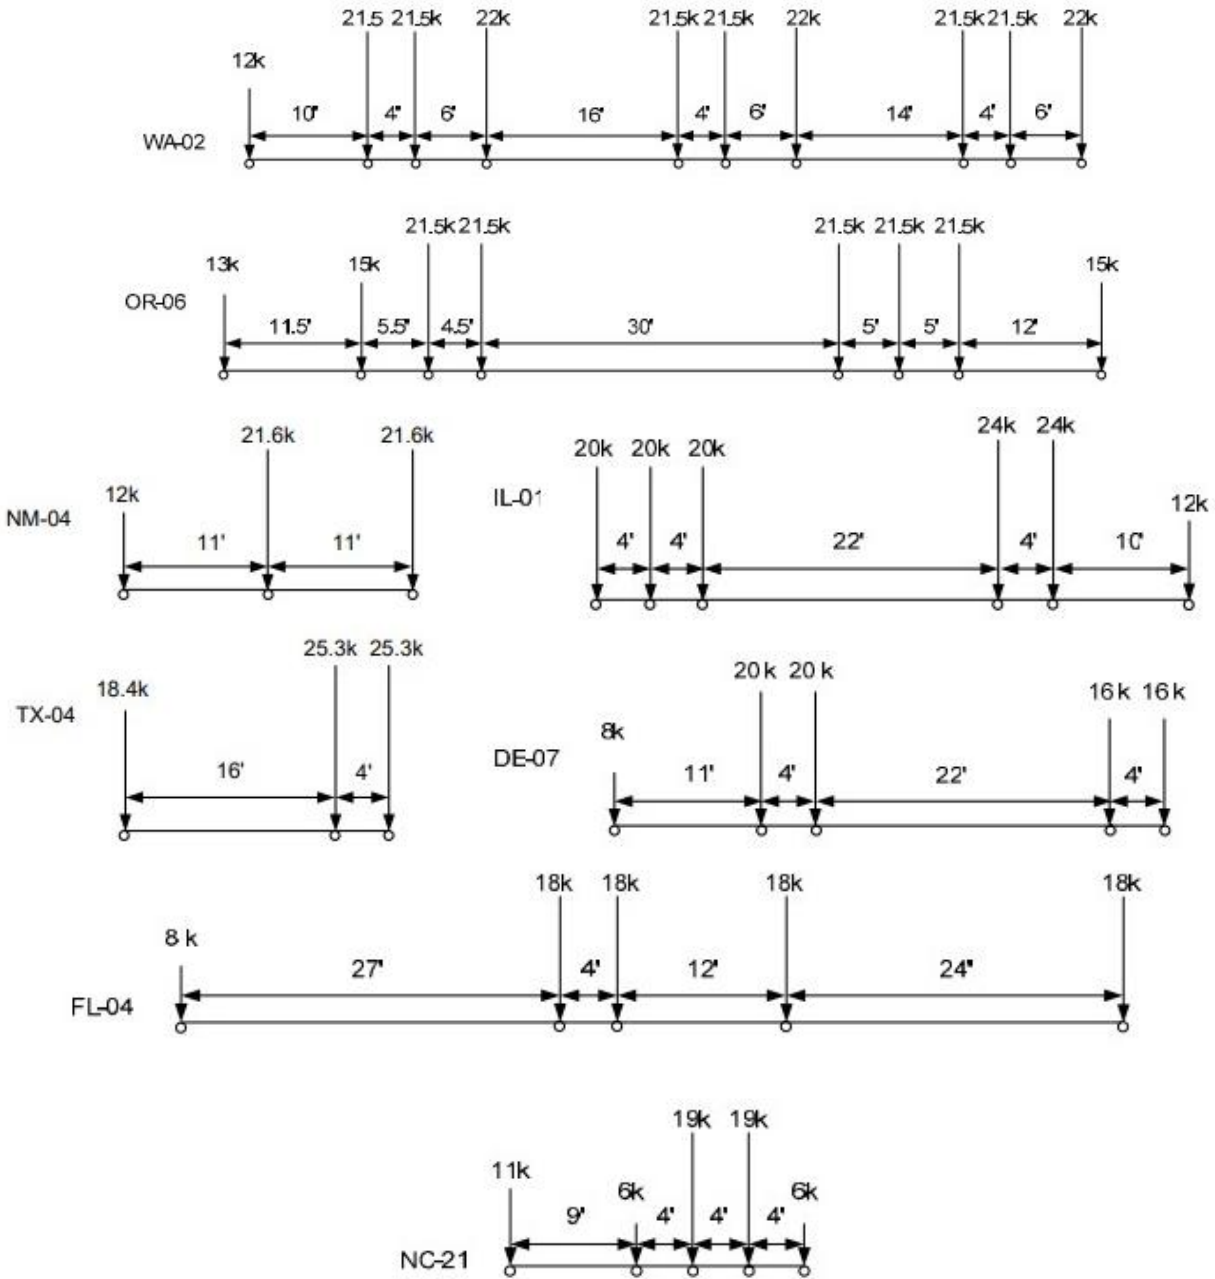 21.5 21.5k 22k 21.5k 21.5k 22k 21.5k 21.5k 22k
12k
10' 4' 6' 16' 4' 6' 14' 4' 6'
WA-02
21.5k 21.5k 21.5k 21.5k 21.5k
13k 15k 15k
OR-06
11.5' 5.5' 4.5' 30' 5' 5' 12'
21.6k 21.6k
12k
NM-04
11' 11'
24k 24k
20k 20k 20k
IL-01
12k
4' 4' 22' 4' 10'
25.3k 25.3k
18.4k
TX-04
16' 4'
20 k 20 k
16 k 16 k
8k
DE-07
11' 4' 22' 4'
18k 18k 18k 18k
8 k
27' 4' 12' 24"
FL-04
19k 19k
11k
6k 6k
9' 4' 4' 4'
NC-21